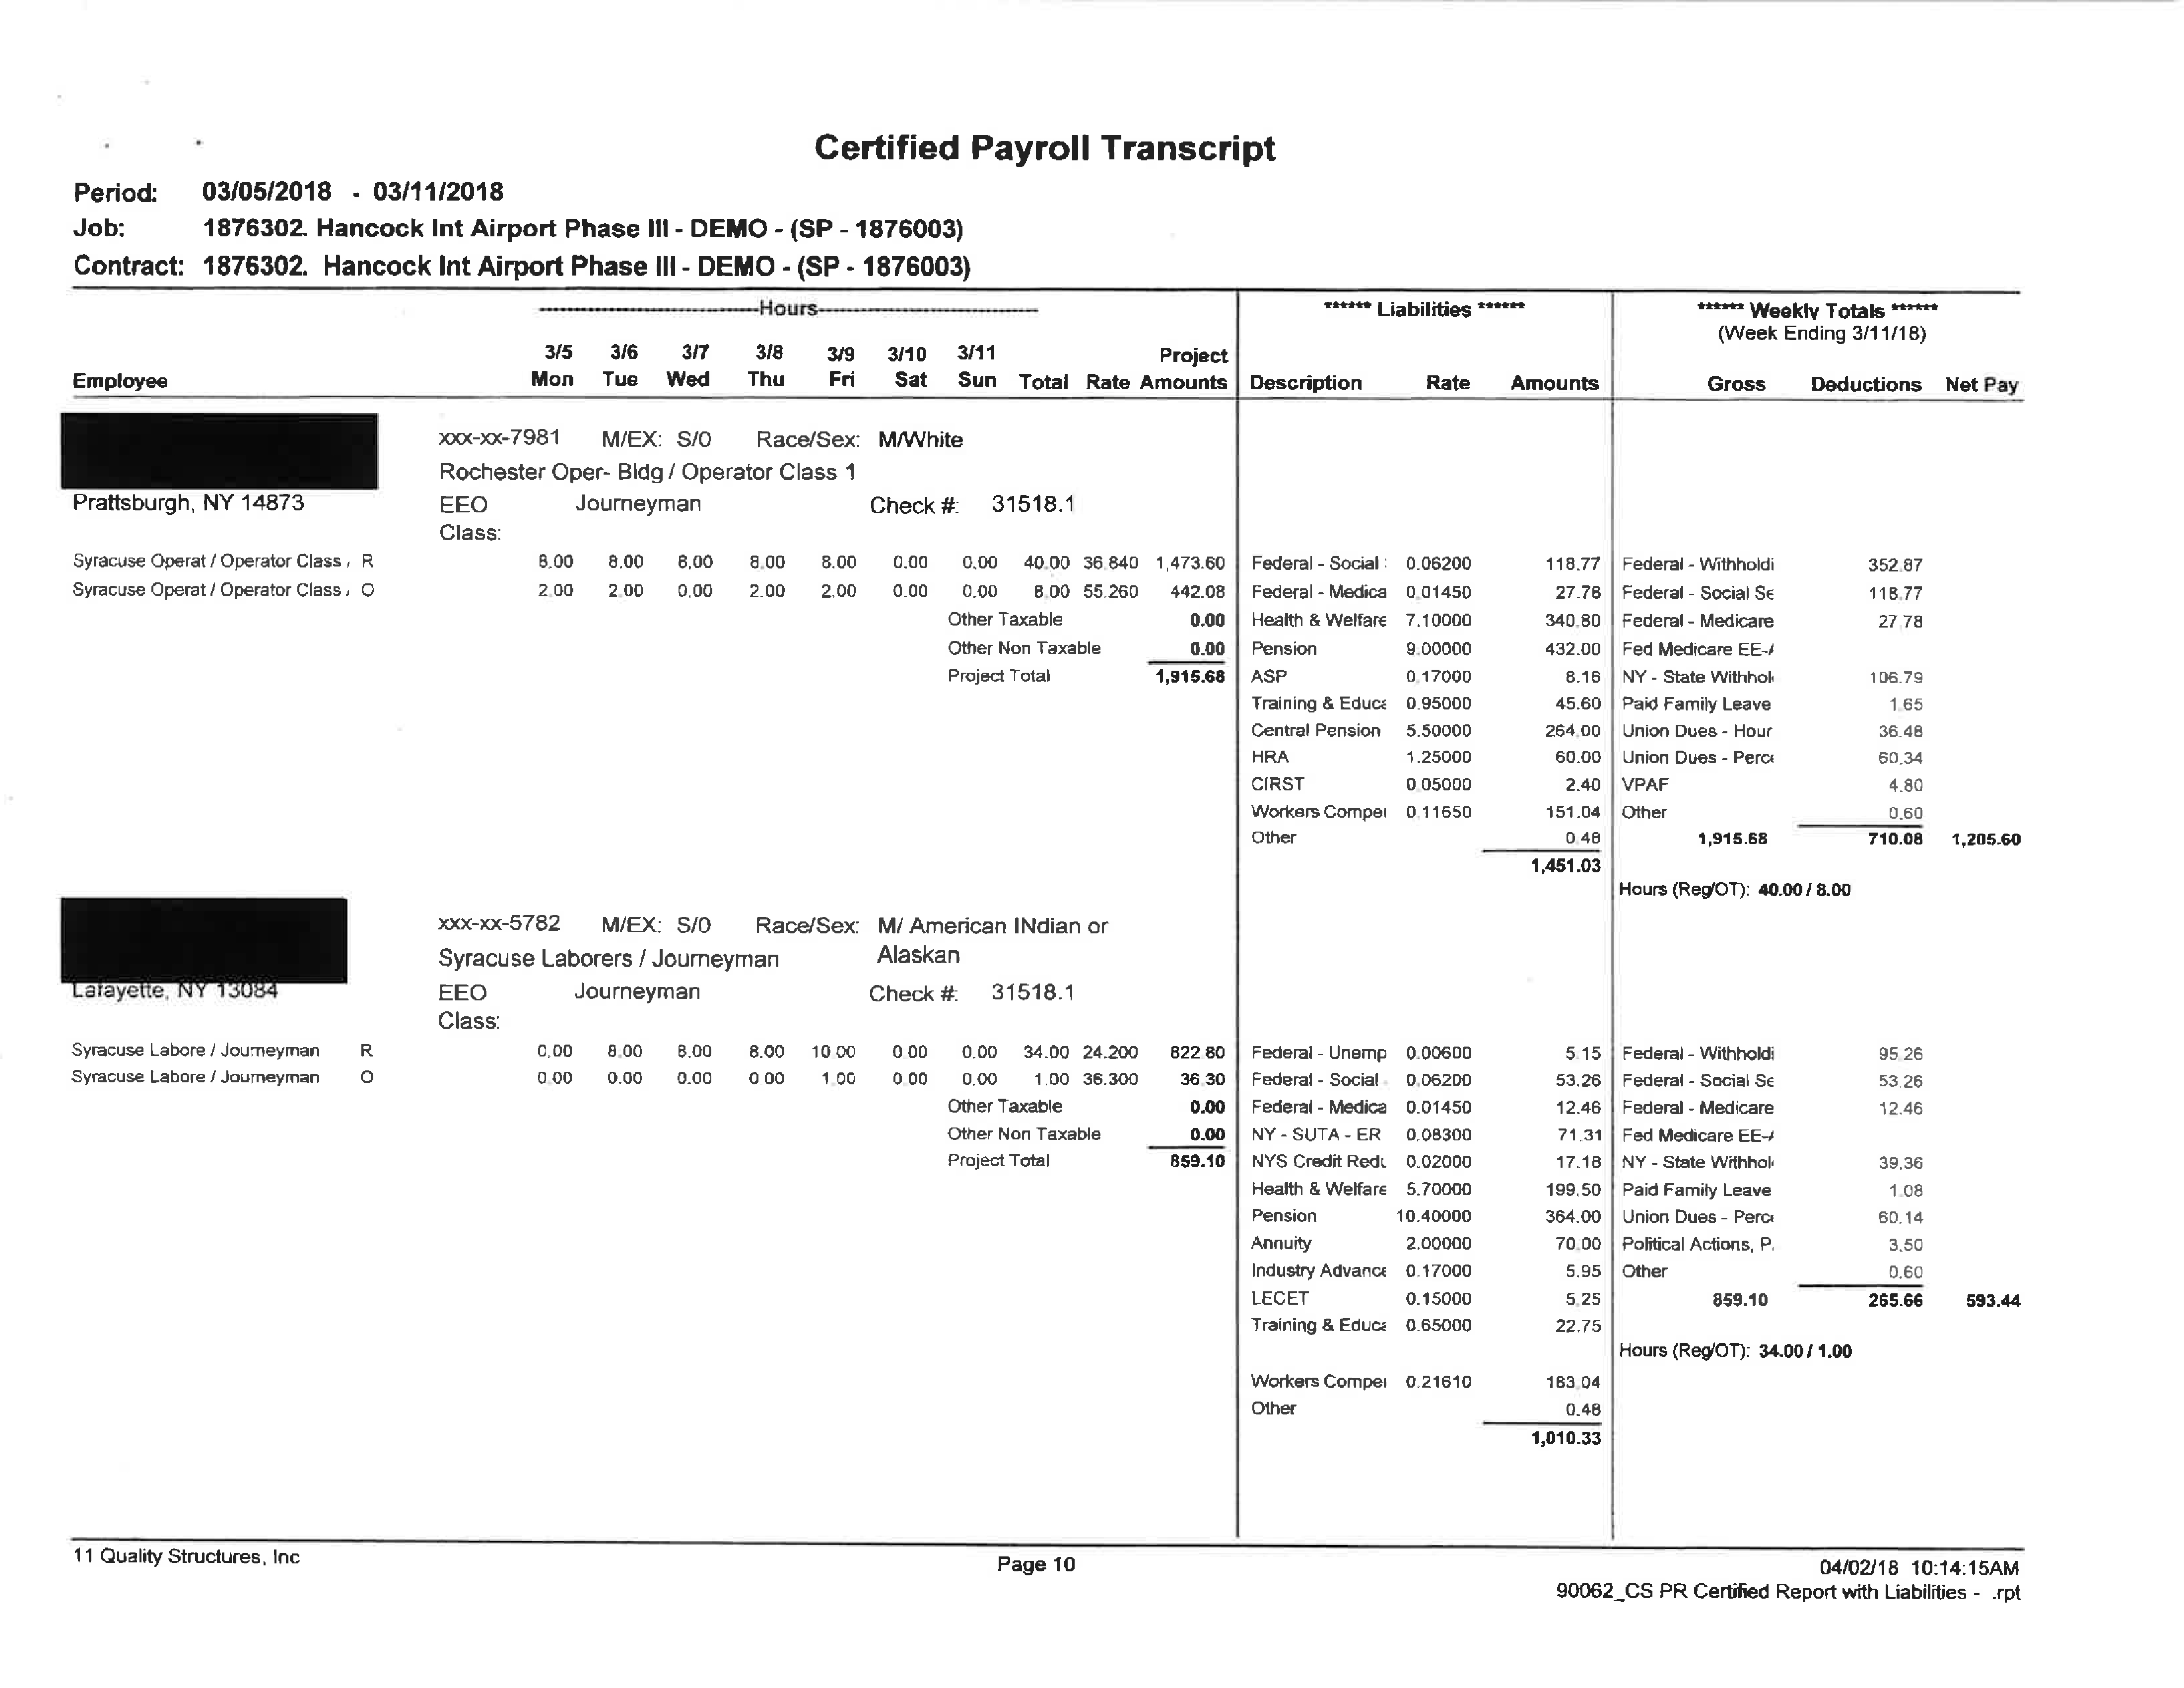 Certified Payroll Transcript
Period: 03/05/2018 - 03/11/2018
Job: 1876302. Hancock Int Airport Phase III - DEMO - (SP - 1876003)
Contract: 1876302. Hancock Int Airport Phase III - DEMO - (SP - 1876003)
-----Hours----- ****** Liabilities ****** ****** Weekly Totals ******
(Week Ending 3/11/18)
3/5 3/6 3/7 3/8 3/9 3/10 3/11 Project
Employee Mon Tue Wed Thu Fri Sat Sun Total Rate Amounts Description Rate Amounts Gross Deductions Net Pay
xxx-xx-7981 M/EX: S/0 Race/Sex: M/White
Rochester Oper- Bldg / Operator Class 1
Prattsburgh, NY 14873 EEO Journeyman Check #: 31518.1
Class:
Syracuse Operat / Operator Class R 8.00 8.00 8.00 8.00 8.00 0.00 0.00 40.00 36.840 1,473.60 Federal - Social 0.06200 118.77 Federal - Withholdi 352.87
Syracuse Operat / Operator Class O 2.00 2.00 0.00 2.00 2.00 0.00 0.00 8.00 55.260 442.08 Federal - Medica 0.01450 27.78 Federal - Social Se 118.77
Other Taxable 0.00 Health & Welfare 7.10000 340.80 Federal - Medicare 27.78
Other Non Taxable 0.00 Pension 9.00000 432.00 Fed Medicare EE-A
Project Total 1,915.68 ASP 0.17000 8.16 NY - State Withhol 106.79
Training & Educa 0.95000 45.60 Paid Family Leave 1.65
Central Pension 5.50000 264.00 Union Dues - Hour 36.48
HRA 1.25000 60.00 Union Dues - Perce 60.34
CIRST 0.05000 2.40 VPAF 4.80
Workers Compe 0.11650 151.04 Other 0.60
Other 0.48 1,915.68 710.08 1,205.60
1,451.03
Hours (Reg/OT): 40.00 / 8.00
xxx-xx-5782 M/EX: S/0 Race/Sex: M/ American INdian or
Syracuse Laborers / Journeyman Alaskan
Lafayette, NY 13084 EEO Journeyman Check #: 31518.1
Class:
Syracuse Labore / Journeyman R 0.00 8.00 8.00 8.00 10.00 0.00 0.00 34.00 24.200 822.80 Federal - Unemp 0.00600 5.15 Federal - Withholdi 95.26
Syracuse Labore / Journeyman O 0.00 0.00 0.00 0.00 1.00 0.00 0.00 1.00 36.300 36.30 Federal - Social 0.06200 53.26 Federal - Social Se 53.26
Other Taxable 0.00 Federal - Medica 0.01450 12.46 Federal - Medicare 12.46
Other Non Taxable 0.00 NY - SUTA - ER 0.08300 71.31 Fed Medicare EE-A
Project Total 859.10 NYS Credit Redu 0.02000 17.18 NY - State Withhol 39.36
Health & Welfare 5.70000 199.50 Paid Family Leave 1.08
Pension 10.40000 364.00 Union Dues - Perce 60.14
Annuity 2.00000 70.00 Political Actions, P. 3.50
Industry Advance 0.17000 5.95 Other 0.60
LECET 0.15000 5.25 859.10 265.66 593.44
Training & Educa 0.65000 22.75
Hours (Reg/OT): 34.00 / 1.00
Workers Compe 0.21610 183.04
Other 0.48
1,010.33
11 Quality Structures, Inc Page 10 04/02/18 10:14:15AM
90062_CS PR Certified Report with Liabilities - .rpt